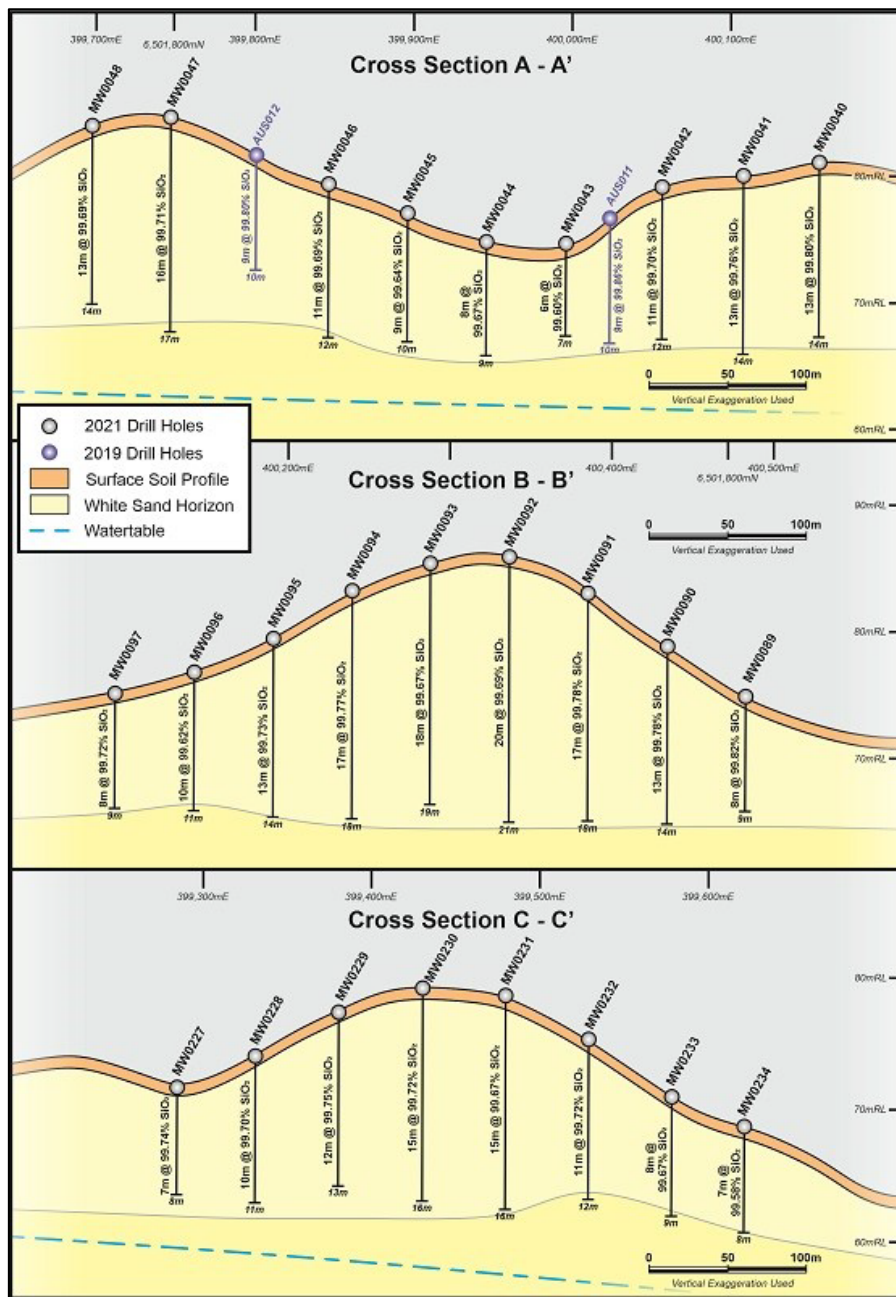 399,700mE
6,501,800mN
399,800mE
399,900mE
400,000mE
400,100mE
Cross Section A - A'
MW0048
MW0047
AUS012
MW0046
MW0045
MW0044
MW0043
AUS011
MW0042
MW0041
MW0040
13m @ 99.69% SiO₂
16m @ 99.71% SiO₂
9m @ 99.80% SiO₂
11m @ 99.69% SiO₂
9m @ 99.64% SiO₂
8m @
99.67% SiO₂
6m @
99.60% SiO₂
9m @ 99.86% SiO₂
11m @ 99.70% SiO₂
13m @ 99.76% SiO₂
13m @ 99.80% SiO₂
14m
17m
10m
12m
10m
9m
7m
10m
12m
14m
14m
80mRL
70mRL
60mRL
0 50 100m
Vertical Exaggeration Used
2021 Drill Holes
2019 Drill Holes
Surface Soil Profile
White Sand Horizon
Watertable
400,200mE
400,400mE
6,501,800mN
400,500mE
Cross Section B - B'
0 50 100m
Vertical Exaggeration Used
MW0097
MW0096
MW0095
MW0094
MW0093
MW0092
MW0091
MW0090
MW0089
8m @ 99.72% SiO₂
10m @ 99.62% SiO₂
13m @ 99.73% SiO₂
17m @ 99.77% SiO₂
18m @ 99.67% SiO₂
20m @ 99.69% SiO₂
17m @ 99.78% SiO₂
13m @ 99.78% SiO₂
8m @ 99.82% SiO₂
9m
11m
14m
18m
19m
21m
18m
14m
9m
90mRL
80mRL
70mRL
399,300mE
399,400mE
399,500mE
399,600mE
Cross Section C - C'
MW0227
MW0228
MW0229
MW0230
MW0231
MW0232
MW0233
MW0234
7m @ 99.74% SiO₂
10m @ 99.70% SiO₂
12m @ 99.75% SiO₂
15m @ 99.72% SiO₂
15m @ 99.67% SiO₂
11m @ 99.72% SiO₂
8m @
99.67% SiO₂
7m @
99.58% SiO₂
8m
11m
13m
16m
16m
12m
9m
8m
80mRL
70mRL
60mRL
0 50 100m
Vertical Exaggeration Used